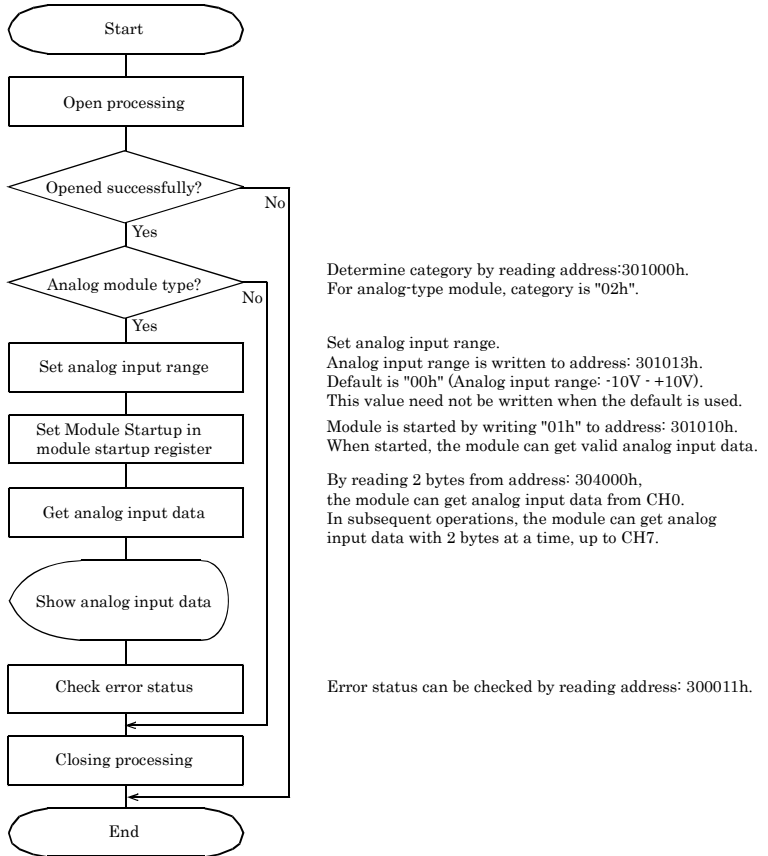 Start
Open processing
Opened successfully?
No
Yes
Analog module type?
No
Yes
Determine category by reading address:301000h.
For analog-type module, category is "02h".
Set analog input range
Set analog input range.
Analog input range is written to address: 301013h.
Default is "00h" (Analog input range: -10V - +10V).
This value need not be written when the default is used.
Set Module Startup in
module startup register
Module is started by writing "01h" to address: 301010h.
When started, the module can get valid analog input data.
Get analog input data
By reading 2 bytes from address: 304000h,
the module can get analog input data from CH0.
In subsequent operations, the module can get analog
input data with 2 bytes at a time, up to CH7.
Show analog input data
Check error status
Error status can be checked by reading address: 300011h.
Closing processing
End